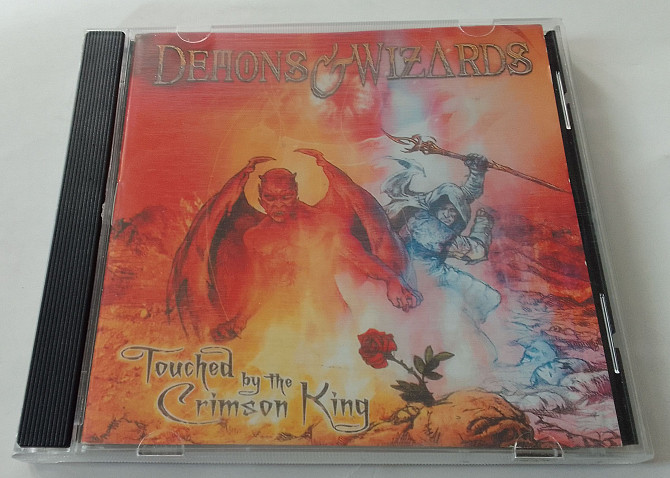 DEMONS & WIZARDS
Touched by the
Crimson King